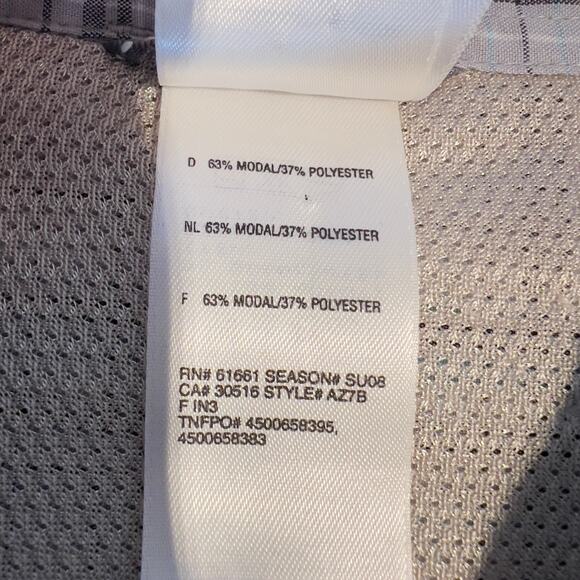 D 63% MODAL/37% POLYESTER
NL 63% MODAL/37% POLYESTER
F 63% MODAL/37% POLYESTER
RN# 61661 SEASON# SU08
CA# 30516 STYLE# AZ7B
F IN3
TNFPO# 4500658395,
4500658383